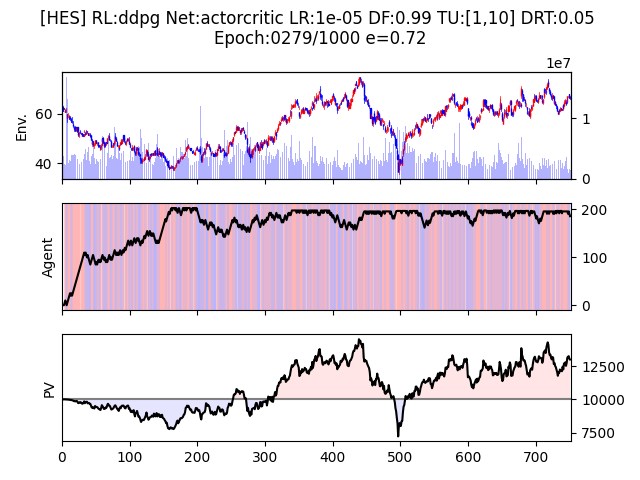 [HES] RL:ddpg Net:actorcritic LR:1e-05 DF:0.99 TU:[1,10] DRT:0.05
Epoch:0279/1000 e=0.72
1e7
Env.
60
40
1
0
Agent
200
100
0
PV
12500
10000
7500
0 100 200 300 400 500 600 700